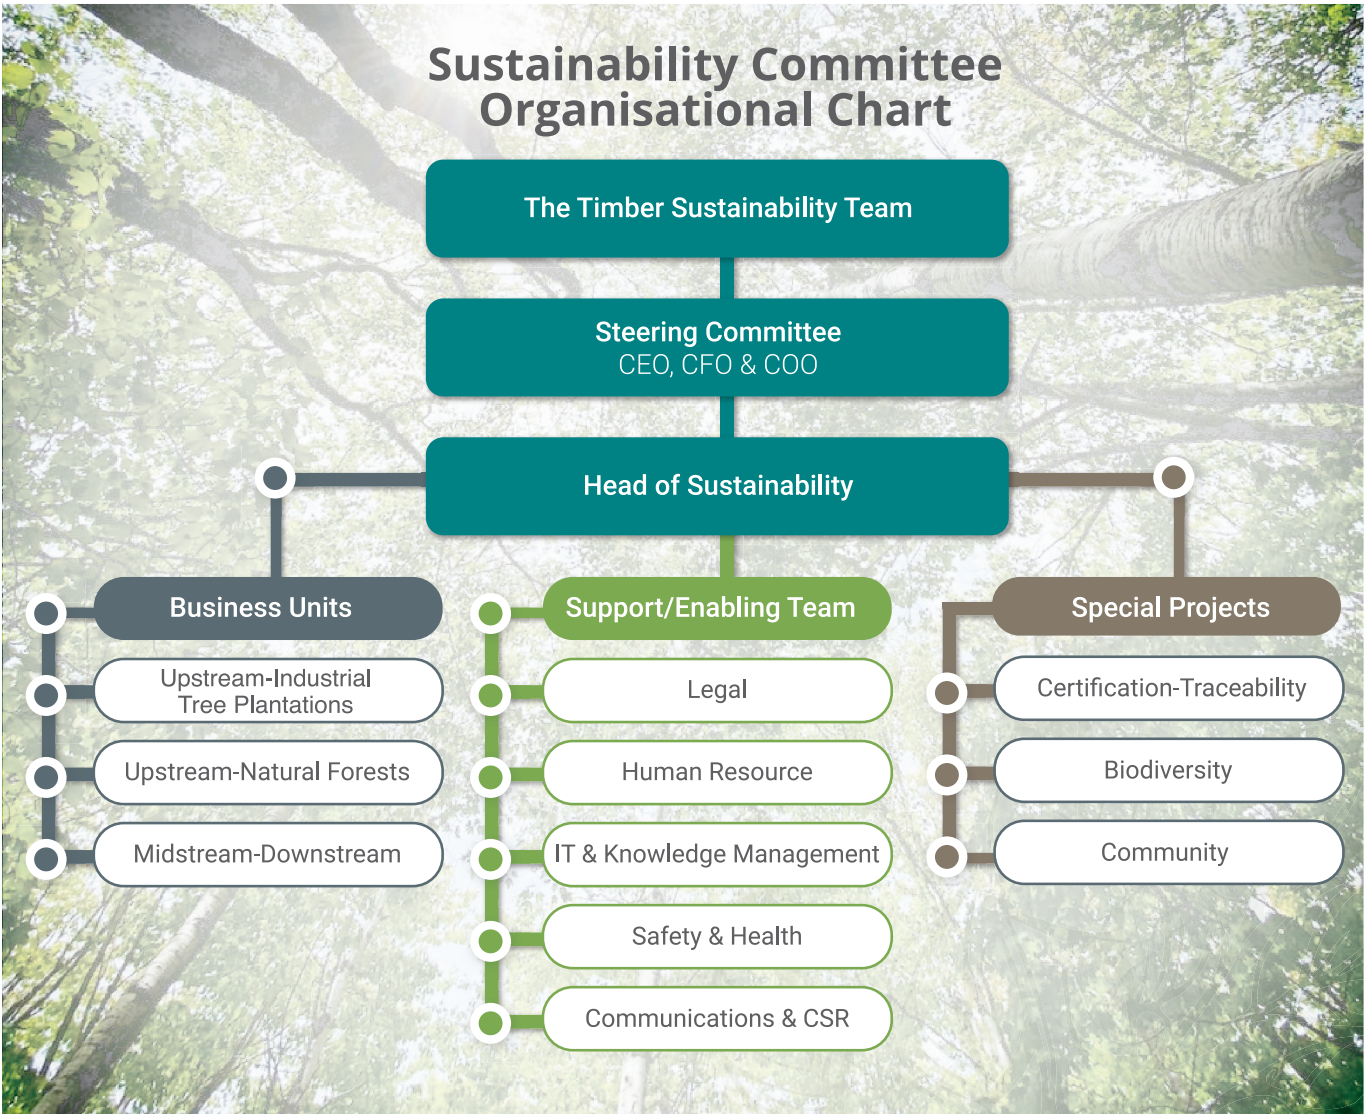 Sustainability Committee
Organisational Chart
The Timber Sustainability Team
Steering Committee
CEO, CFO & COO
Head of Sustainability
Business Units
Upstream-Industrial
Tree Plantations
Upstream-Natural Forests
Midstream-Downstream
Support/Enabling Team
Legal
Human Resource
IT & Knowledge Management
Safety & Health
Communications & CSR
Special Projects
Certification-Traceability
Biodiversity
Community